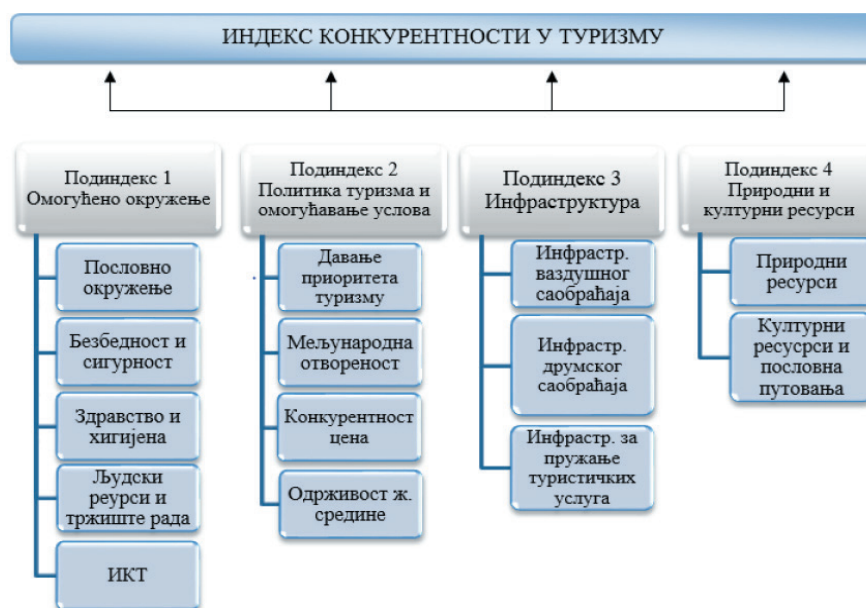 ИНДЕКС КОНКУРЕНТНОСТИ У ТУРИЗМУ
Подиндекс 1
Омогућено окружење
Пословно
окружење
Безбедност и
сигурност
Здравство и
хигијена
Људски
реурси и
тржиште рада
ИКТ
Подиндекс 2
Политика туризма и
омогућавање услова
Давање
приоритета
туризму
Мељународна
отвореност
Конкурентност
цена
Одрживост ж.
средине
Подиндекс 3
Инфраструктура
Инфрастр.
ваздушног
саобраћаја
Инфрастр.
друмског
саобраћаја
Инфрастр. за
пружање
туристичких
услуга
Подиндекс 4
Природни и
културни ресурси
Природни
ресурси
Културни
ресусрси и
пословна
путовања